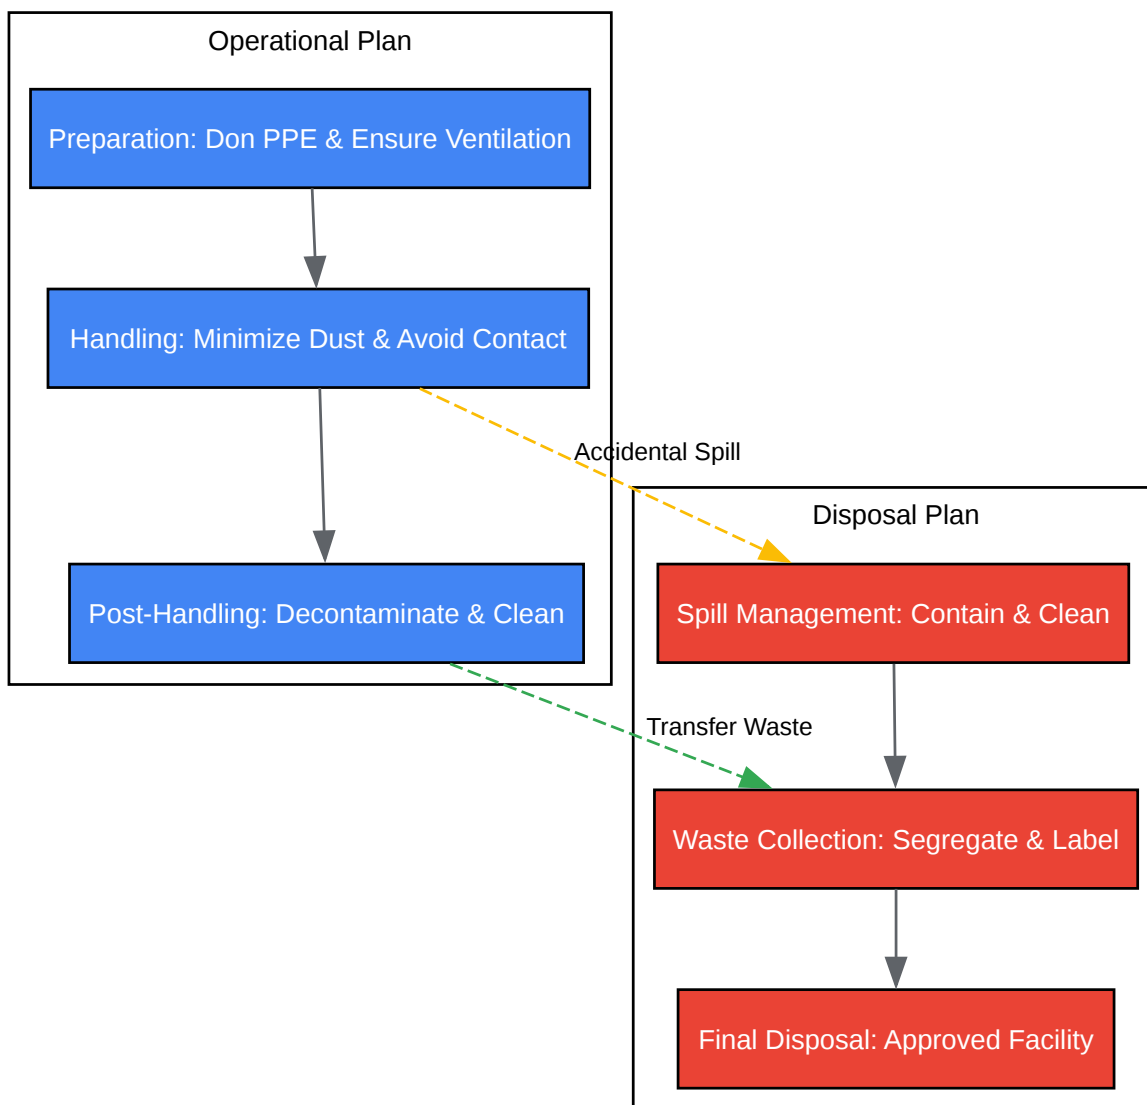 Operational Plan
Preparation: Don PPE & Ensure Ventilation
Handling: Minimize Dust & Avoid Contact
Accidental Spill
Disposal Plan
Post-Handling: Decontaminate & Clean
Spill Management: Contain & Clean
Transfer Waste
Waste Collection: Segregate & Label
Final Disposal: Approved Facility